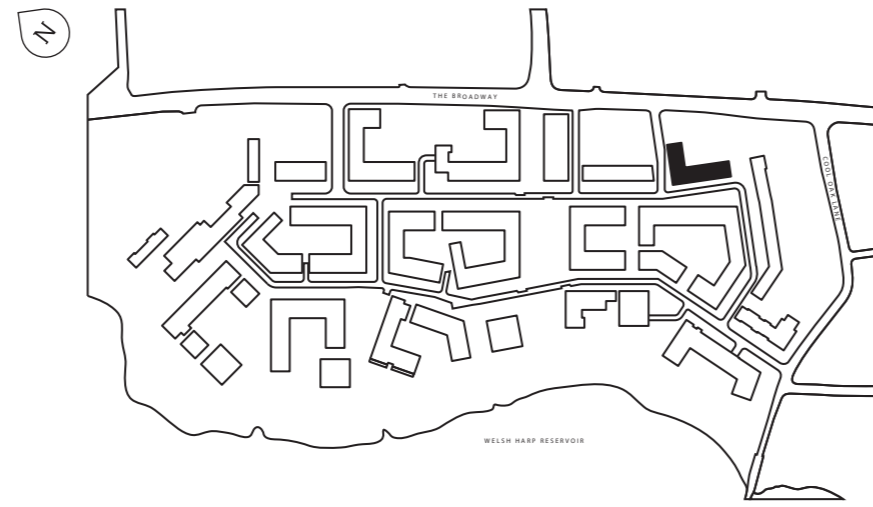 N
THE BROADWAY
COOL OAK LANE
WELSH HARP RESERVOIR